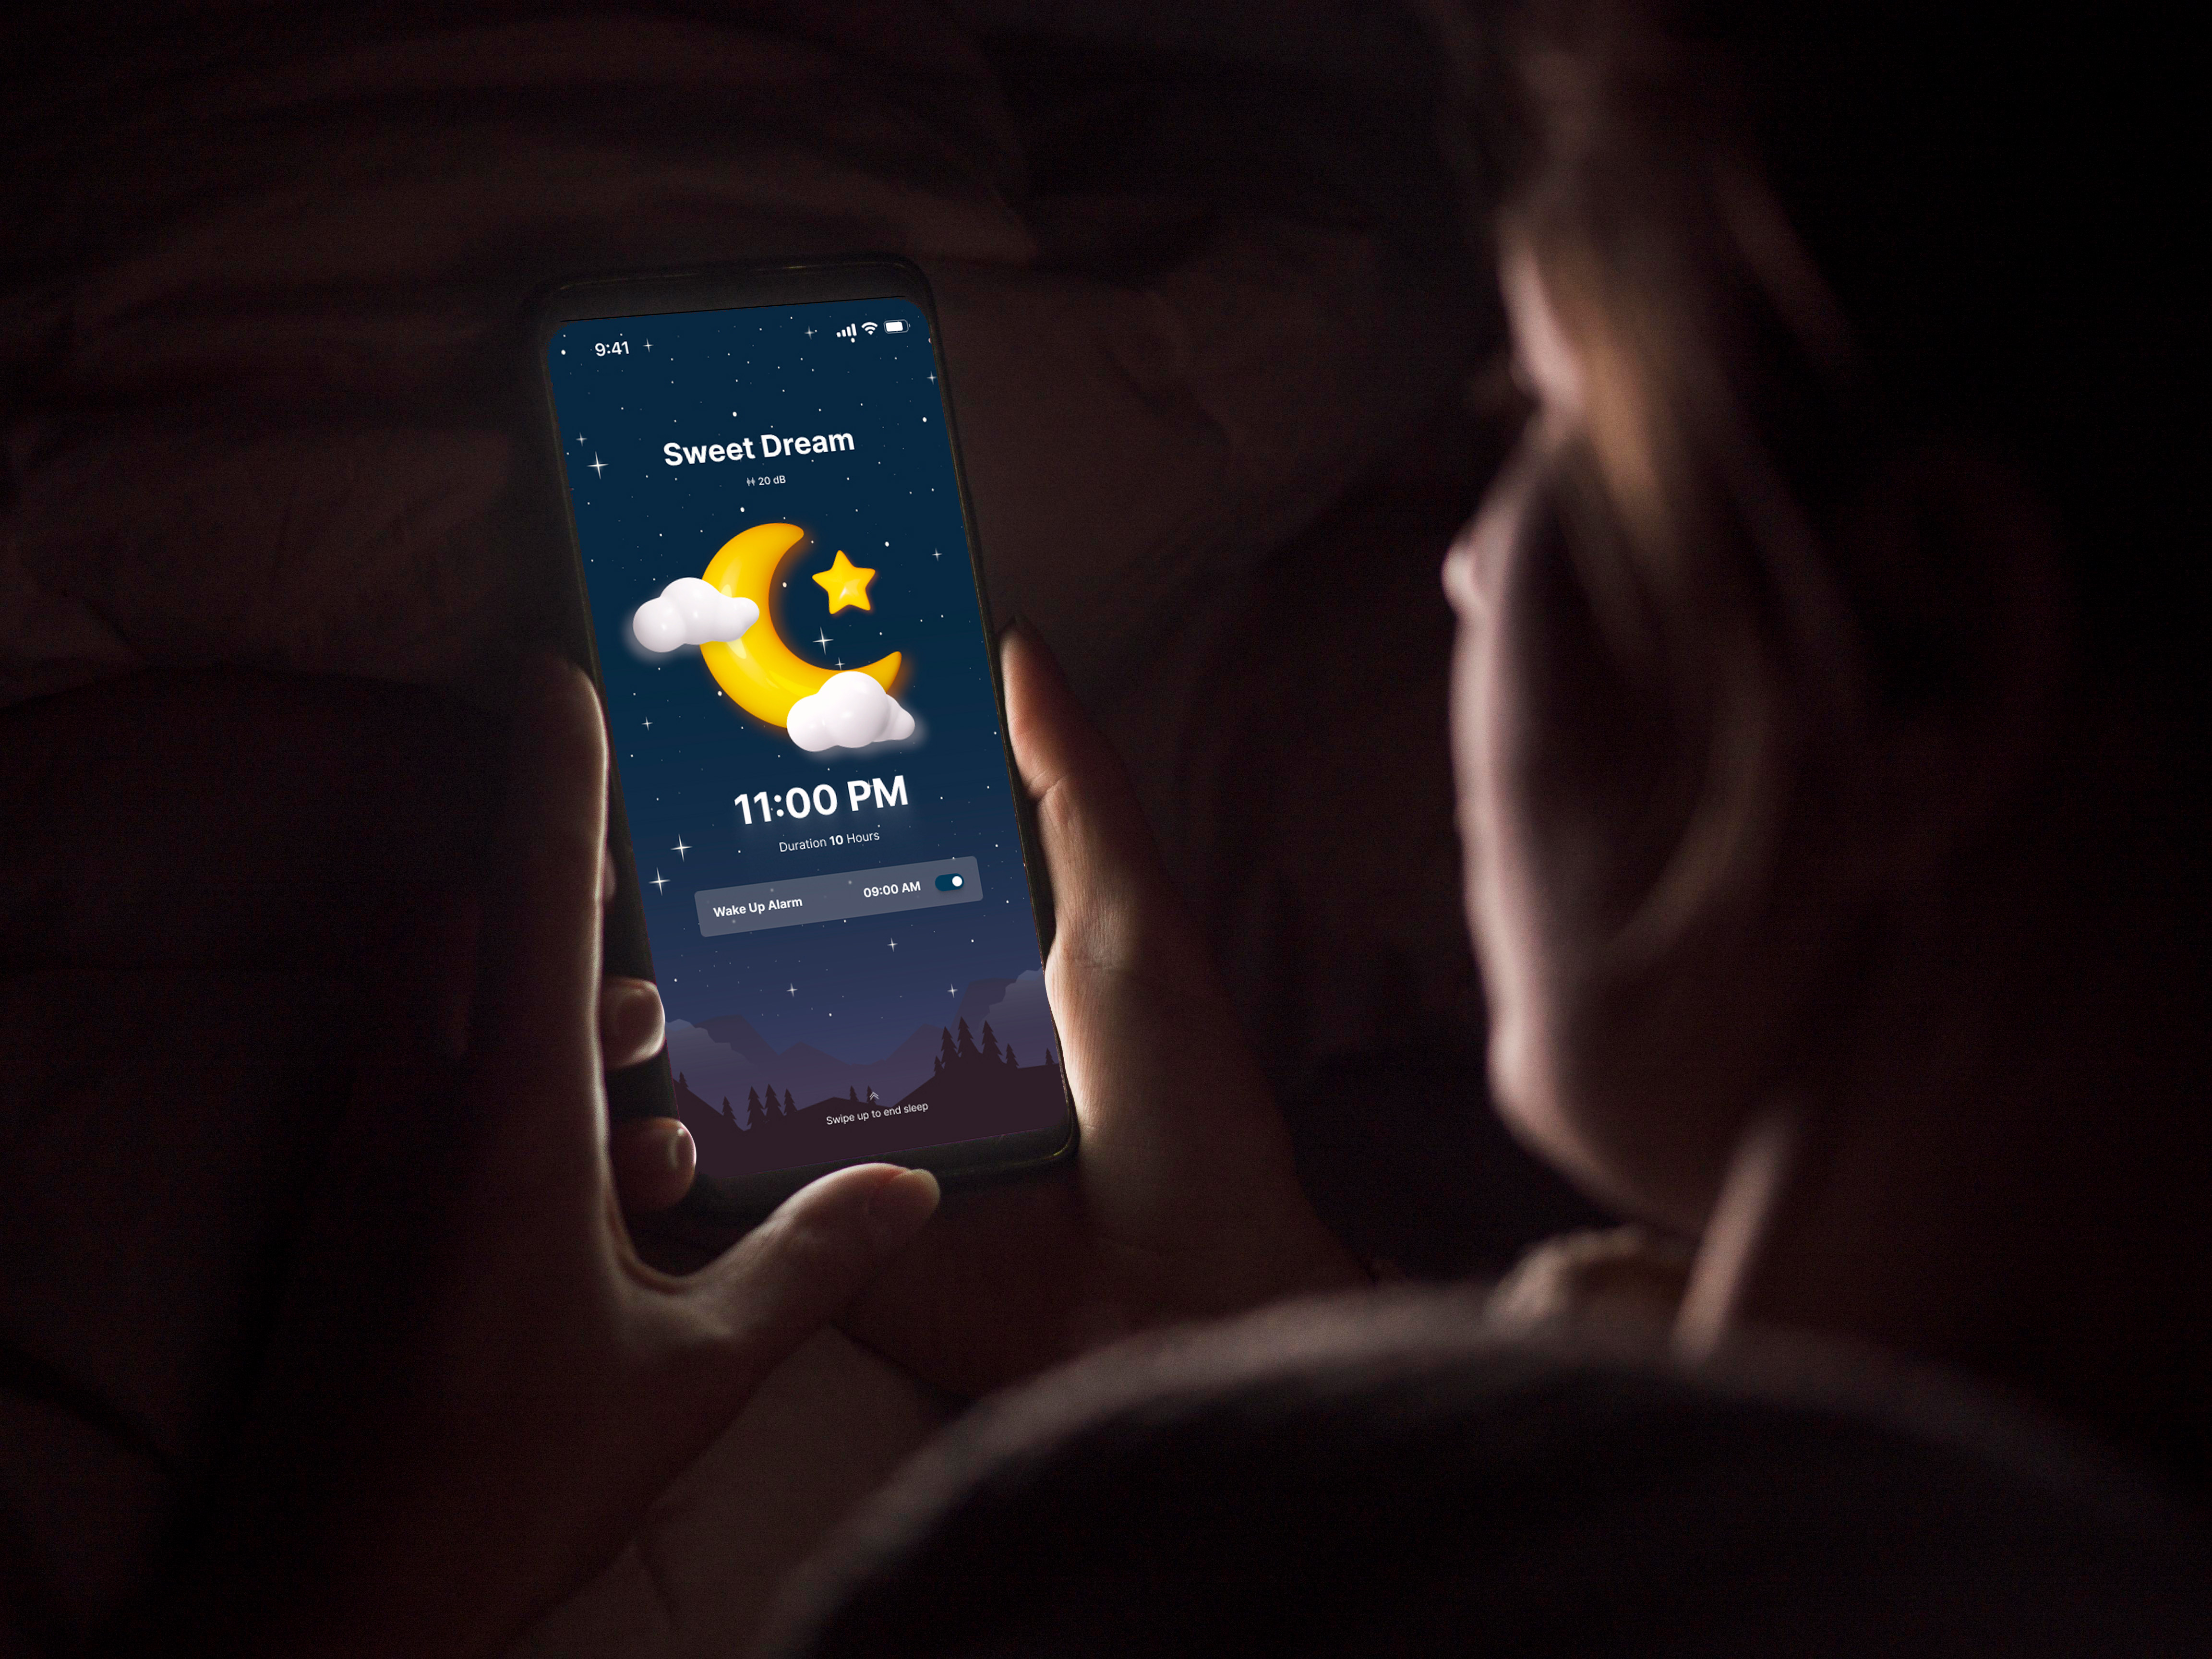 9:41
Sweet Dream
20 dB
11:00 PM
Duration 10 Hours
Wake Up Alarm 09:00 AM
Swipe up to end sleep